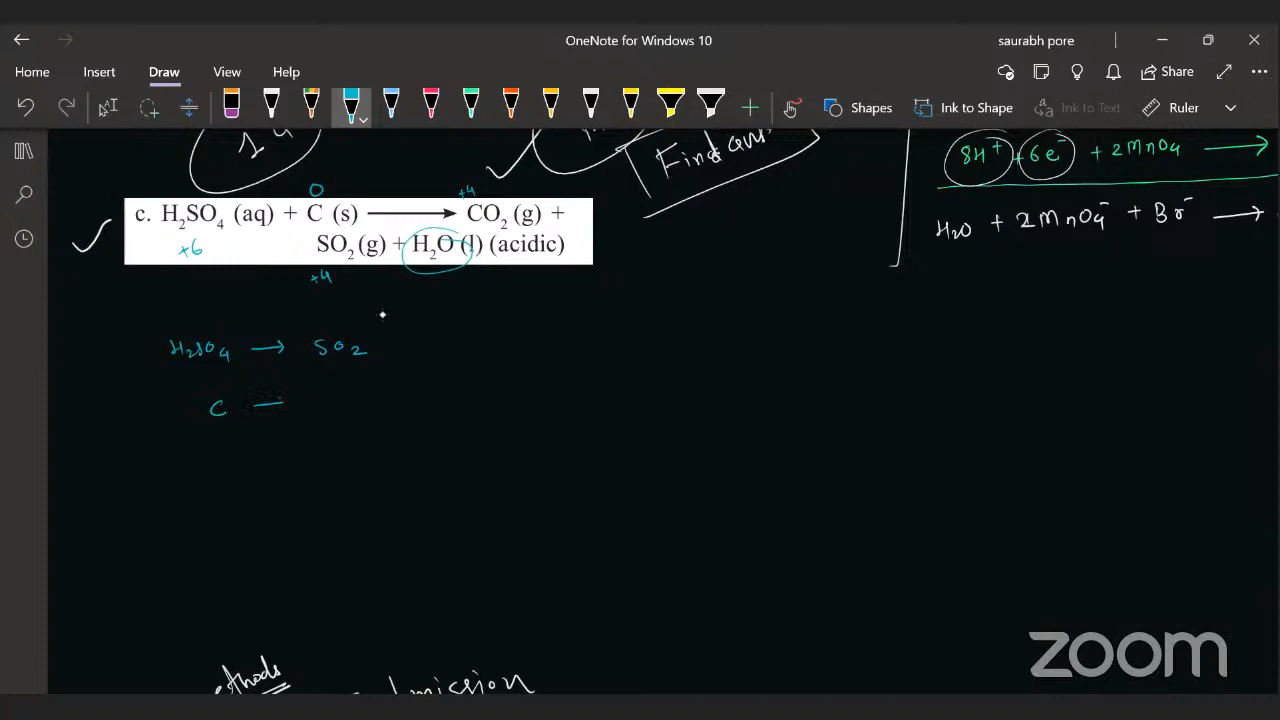 OneNote for Windows 10
saurabh pore
Home Insert Draw View Help
Share
Shapes Ink to Shape Ink to Text Ruler
Find
8H⁺ + 6e⁻ + 2MnO4 ⟶
c. H₂SO₄ (aq) + C (s) ⟶ CO₂ (g) +
0
+4
SO₂ (g) + H₂O (l) (acidic)
+6
+4
H2O + 2MnO4⁻ + Br⁻ ⟶
H2SO4 → SO2
C —
ethods
mission
zoom